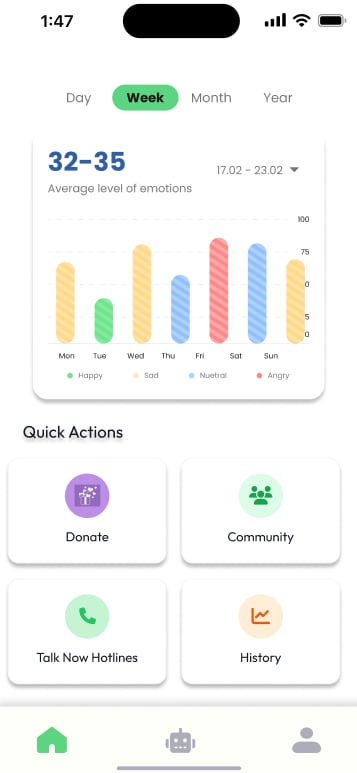 1:47
Day Week Month Year
32-35
17.02 - 23.02
Average level of emotions
100
75
0
5
0
Mon Tue Wed Thu Fri Sat Sun
Happy Sad Nuetral Angry
Quick Actions
Donate Community
Talk Now Hotlines History